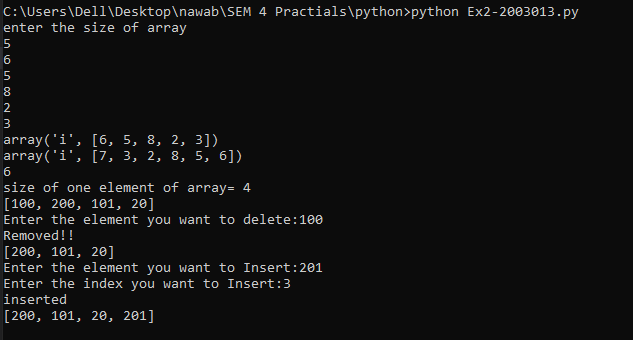 C:\Users\Dell\Desktop\nawab\SEM 4 Practials\python>python Ex2-2003013.py
enter the size of array
5
6
5
8
2
3
array('i', [6, 5, 8, 2, 3])
array('i', [7, 3, 2, 8, 5, 6])
6
size of one element of array= 4
[100, 200, 101, 20]
Enter the element you want to delete:100
Removed!!
[200, 101, 20]
Enter the element you want to Insert:201
Enter the index you want to Insert:3
inserted
[200, 101, 20, 201]